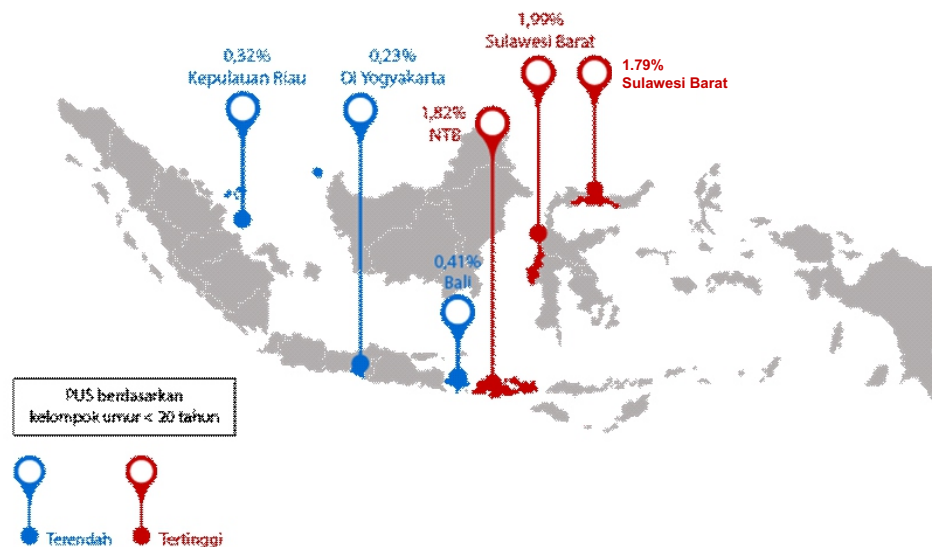 1,99%
Sulawesi Barat
0,32%
Kepulauan Riau
0,23%
DI Yogyakarta
1.79%
Sulawesi Barat
1,82%
NTB
0,41%
Bali
PUS berdasarkan
kelompok umur < 20 tahun
Terendah
Tertinggi